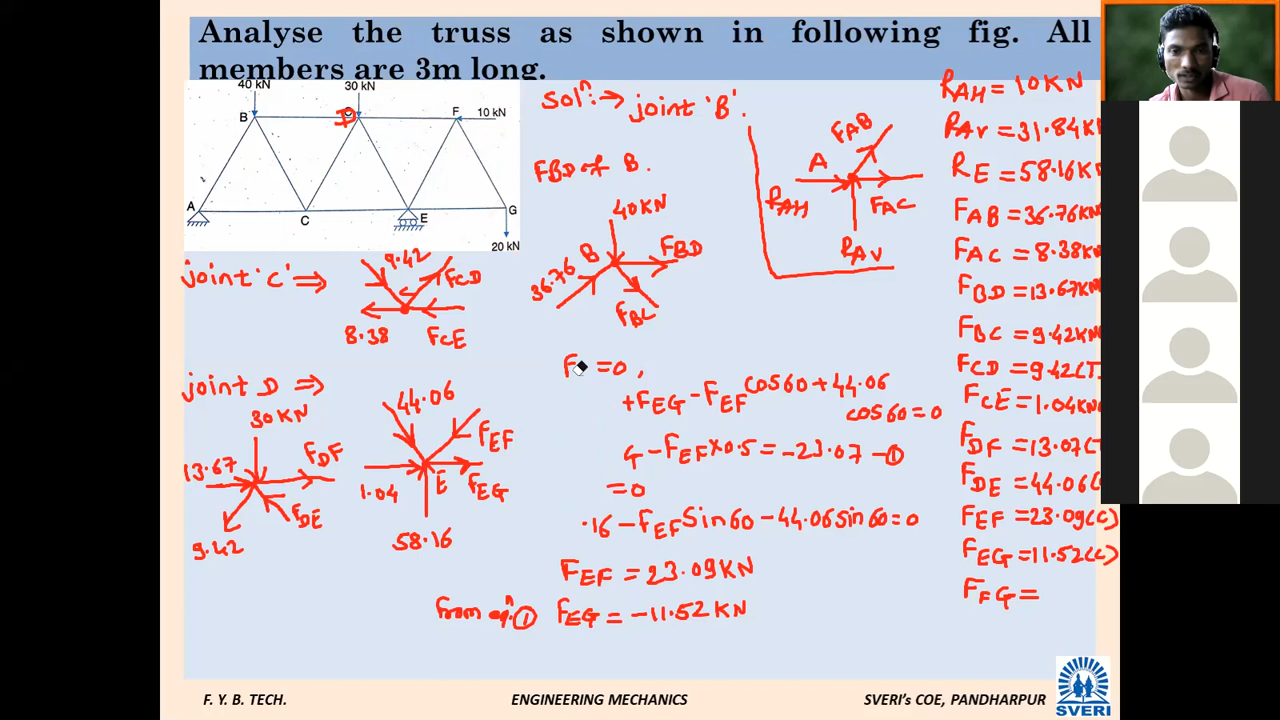 Analyse the truss as shown in following fig. All
members are 3m long.
40 kN
30 kN
B
D
F
10 kN
A
C
E
G
20 kN
Solⁿ:→ joint 'B'.
FBD of B.
40KN
B
36.76
FBD
FBC
FAB
A
RAH
FAC
RAV
joint 'C' ⇒
9.42
FCD
8.38
FCE
joint D ⇒
30KN
13.67
FDF
FDE
9.42
44.06
FEF
1.04
E
FEG
58.16
F =0,
+FEG - FEF cos60 + 44.06
cos60=0
G - FEF×0.5 = -23.07 -①
=0
.16 - FEF Sin60 - 44.06 sin60=0
FEF = 23.09KN
from eqⁿ.① FEG = -11.52 KN
RAH = 10KN
RAV = 31.84KN
RE = 58.16KN
FAB = 36.76KN
FAC = 8.38KN
FBD = 13.67KN
FBC = 9.42KN
FCD = 9.42(T)
FCE = 1.04KN
FDF = 13.07(T
FDE = 44.06(
FEF = 23.09(C)
FEG = 11.52(C)
FFG =
F. Y. B. TECH.
ENGINEERING MECHANICS
SVERI's COE, PANDHARPUR
SVERI